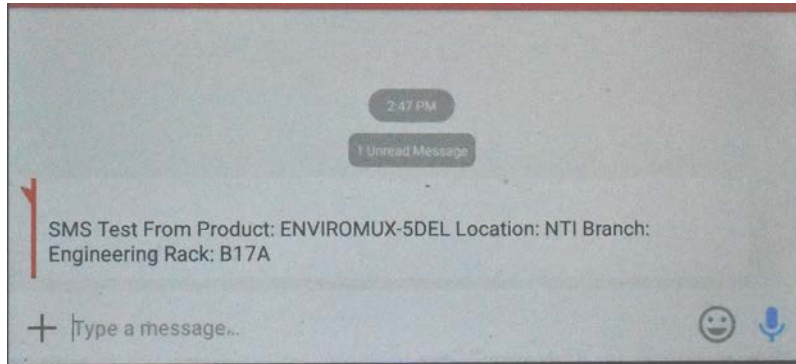 2:47 PM
1 Unread Message
SMS Test From Product: ENVIROMUX-5DEL Location: NTI Branch:
Engineering Rack: B17A
Type a message...